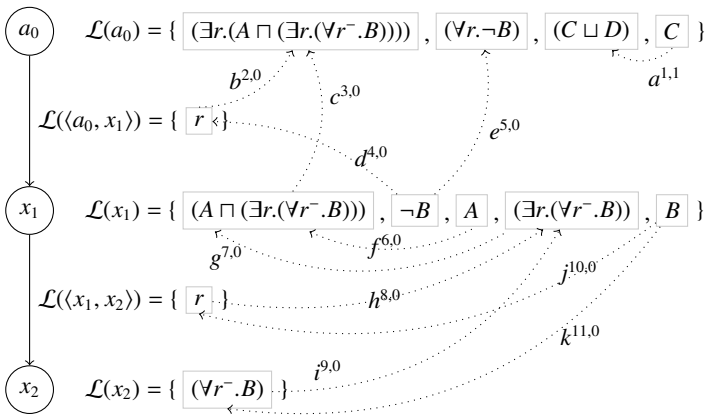 a₀ ℒ(a₀) = { (∃r.(A ⊓ (∃r.(∀r⁻.B)))) , (∀r.¬B) , (C ⊔ D) , C }
b²,⁰ c³,⁰ a¹,¹
ℒ(⟨a₀, x₁⟩) = { r } e⁵,⁰
d⁴,⁰
x₁ ℒ(x₁) = { (A ⊓ (∃r.(∀r⁻.B))) , ¬B , A , (∃r.(∀r⁻.B)) , B }
g⁷,⁰ f⁶,⁰ j¹⁰,⁰
ℒ(⟨x₁, x₂⟩) = { r } h⁸,⁰
k¹¹,⁰
i⁹,⁰
x₂ ℒ(x₂) = { (∀r⁻.B) }